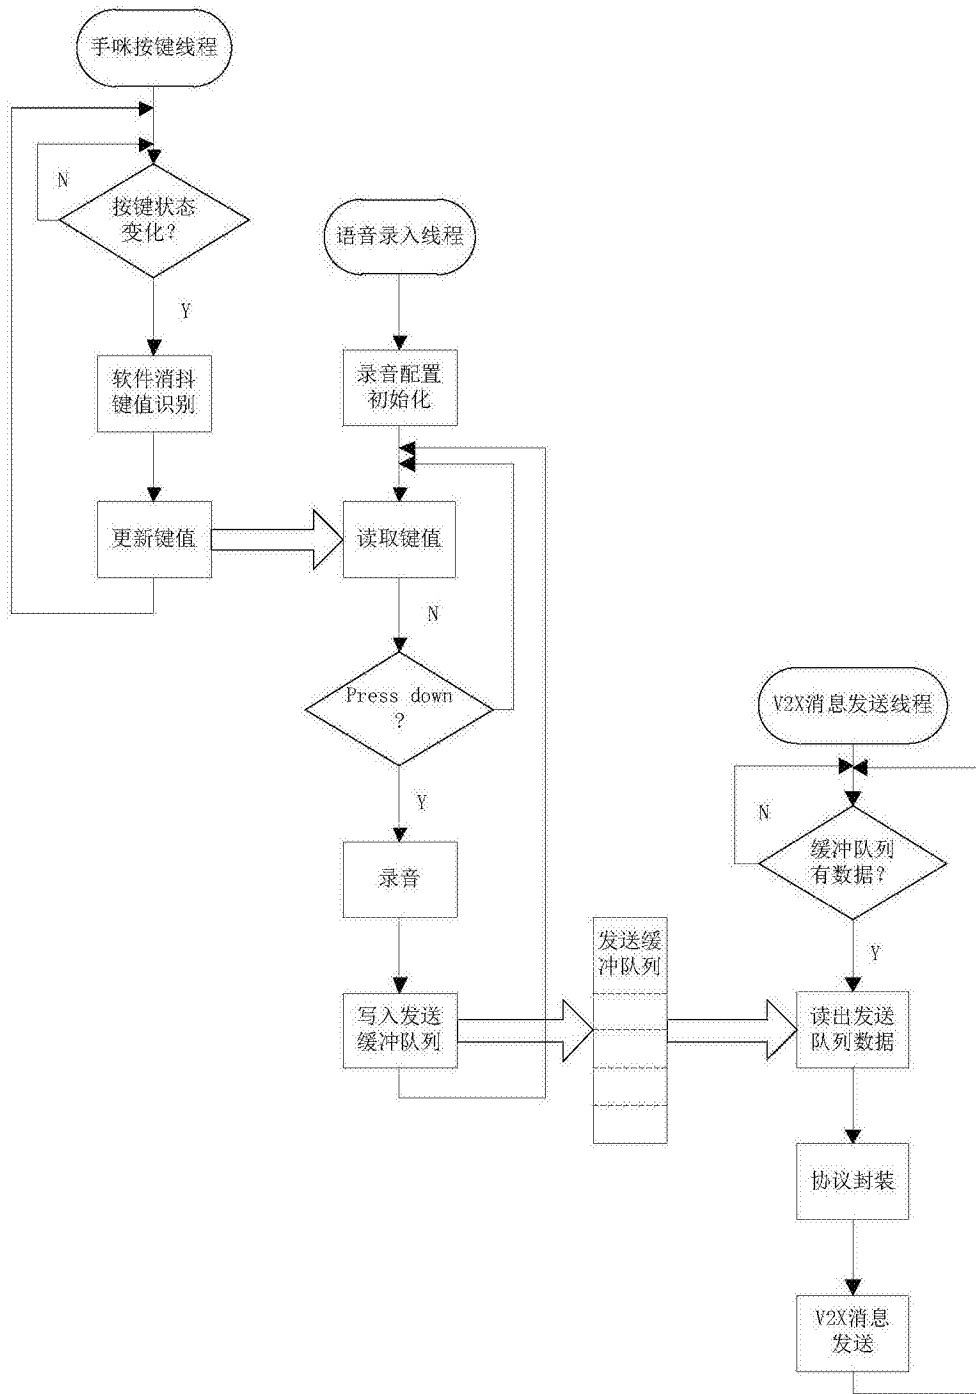 手咪按键线程
N
按键状态
变化?
Y
软件消抖
键值识别
更新键值
语音录入线程
录音配置
初始化
读取键值
N
Press down
?
Y
录音
写入发送
缓冲队列
发送缓
冲队列
V2X消息发送线程
N
缓冲队列
有数据?
Y
读出发送
队列数据
协议封装
V2X消息
发送